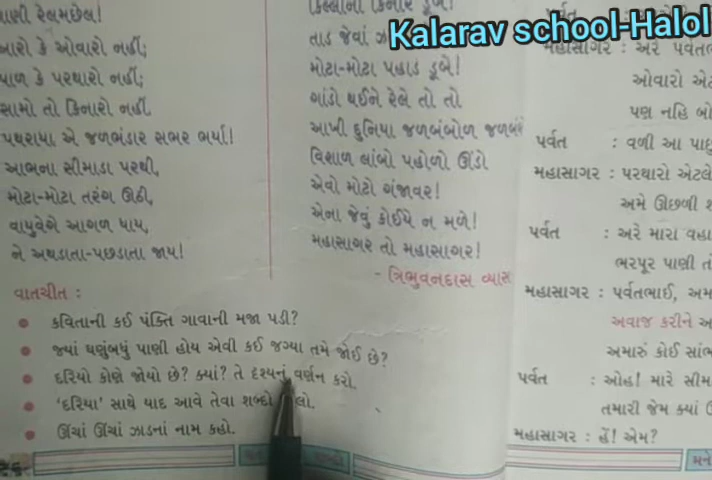 Kalarav school-Halol
પાણી રેલમછેલ!
આરો કે ઓવારો નહીં;
પાળ કે પરથારો નહીં;
સામો તો કિનારો નહીં.
પથરાયા એ જળભંડાર સભર ભર્યા!
આભના સીમાડા પરથી,
મોટા-મોટા તરંગ ઊઠી,
વાયુવેગે આગળ ધાય,
ને અથડાતા-પછડાતા જાય!
કિલ્લાના કિનાર ડૂબે!
તાડ જેવાં
મોટા-મોટા પહાડ ડૂબે!
ગાંડો થઈને રેલે તો તો
આખી દુનિયા જળબંબોળ
વિશાળ લાંબો પહોળો ઊંડો
એવો મોટો ગંજાવર!
એના જેવું કોઈયે ન મળે!
મહાસાગર તો મહાસાગર!
- ત્રિભુવનદાસ વ્યાસ
વાતચીત :
• કવિતાની કઈ પંક્તિ ગાવાની મજા પડી?
• જ્યાં ઘણુંબધું પાણી હોય એવી કઈ જગ્યા તમે જોઈ છે?
• દરિયો કોણે જોયો છે? ક્યાં? તે દૃશ્યનું વર્ણન કરો.
• 'દરિયા' સાથે યાદ આવે તેવા શબ્દો
• ઊંચાં ઊંચાં ઝાડનાં નામ કહો.
પર્વત :
મહાસાગર : અરે
ઓવારો
પણ નહિ
પર્વત : વળી આ
મહાસાગર : પરથારો એટલે
અમે ઊછળી
પર્વત : અરે મારા
ભરપૂર પાણી
મહાસાગર : પર્વતભાઈ,
અવાજ કરીને
અમારું કોઈ
પર્વત : ઓહ! મારે
તમારી જેમ ક્યાં
મહાસાગર : હેં! એમ?